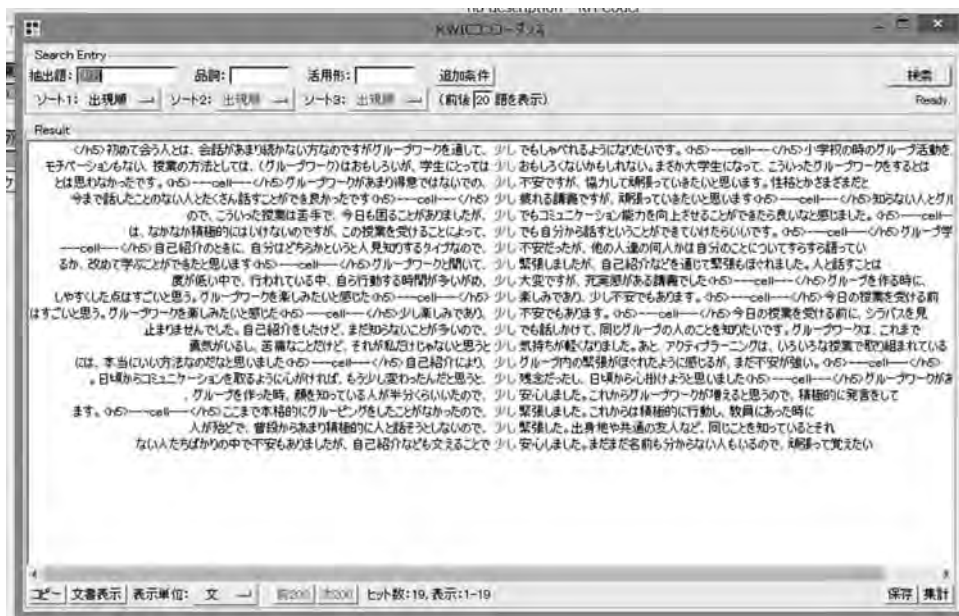 no description - KH Coder
KWICコンコーダンス
Search Entry
抽出語: 品詞: 活用形: 追加条件 検索
ソート1: 出現順 ソート2: 出現順 ソート3: 出現順 (前後 20 語を表示) Ready.
Result
</h5>初めて会う人とは、会話があまり続かない方なのですがグループワークを通して、 少し でもしゃべれるようになりたいです。<h5>---cell---</h5>小学校の時のグループ活動を
モチベーションもない、授業の方法としては、(グループワーク)はおもしろいが、学生にとっては 少し おもしろくないかもしれない。まさか大学生になって、こういったグループワークをするとは
とは思わなかったです。<h5>---cell---</h5>グループワークがあまり得意ではないでの、 少し 不安ですが、協力して頑張っていきたいと思います。性格とかさまざまだと
今まで話したことのない人とたくさん話すことができ良かったです<h5>---cell---</h5> 少し 疲れる講義ですが、頑張っていきたいと思います<h5>---cell---</h5>知らない人とグル
ので、こういった授業は苦手で、今日も困ることがありましたが、 少し でもコミュニケーション能力を向上させることができたら良いなと感じました。<h5>---cell---
は、なかなか積極的にはいけないのですが、この授業を受けることによって、 少し でも自分から話すということができていけたらいいです。<h5>---cell---</h5>グループ学
---cell---</h5>自己紹介のときに、自分はどちらかというと人見知りするタイプなので、 少し 不安だったが、他の人達の何人かは自分のことについてすらすら語ってい
るか、改めて学ぶことができたと思います<h5>---cell---</h5>グループワークと聞いて、 少し 緊張しましたが、自己紹介などを通じて緊張もほぐれました。人と話すことは
度が低い中で、行われている中、自ら行動する時間が多いがめ、 少し 大変ですが、充実感がある講義でした<h5>---cell---</h5>グループを作る時に、
しやすくした点はすごいと思う。グループワークを楽しみたいと感じた<h5>---cell---</h5> 少し 楽しみであり、少し不安でもあります。<h5>---cell---</h5>今日の授業を受ける前
はすごいと思う。グループワークを楽しみたいと感じた<h5>---cell---</h5>少し楽しみであり、 少し 不安でもあります。<h5>---cell---</h5>今日の授業を受ける前に、シラバスを見
止まりませんでした。自己紹介をしたけど、まだ知らないことが多いので、 少し でも話しかけて、同じグループの人のことを知りたいです。グループワークは、これまで
勇気がいるし、苦痛なことだけど、それが私だけじゃないと思うと 少し 気持ちが軽くなりました。あと、アクティブラーニングは、いろいろな授業で取り組まれている
には、本当にいい方法なのだなと思いました<h5>---cell---</h5>自己紹介により、 少し グループ内の緊張がほぐれたように感じるが、まだ不安が強い。<h5>---cell---</h5>
。日頃からコミュニケーションを取るように心がければ、もう少し変わったんだと思うと、 少し 残念だったし、日頃から心掛けようと思いました<h5>---cell---</h5>グループワークがあ
、グループを作った時、顔を知っている人が半分くらいいたので、 少し 安心しました。これからグループワークが増えると思うので、積極的に発言をして
ます。<h5>---cell---</h5>ここまで本格的にグルーピングをしたことがなかったので、 少し 緊張しました。これからは積極的に行動し、教員にあった時に
人が殆どで、普段からあまり積極的に人と話そうとしないので、 少し 緊張した。出身地や共通の友人など、同じことを知っているとそれ
ない人たちばかりの中で不安もありましたが、自己紹介なども交えることで 少し 安心しました。まだまだ名前も分からない人もいるので、頑張って覚えたい
コピー 文書表示 表示単位: 文 前200 次200 ヒット数:19, 表示:1-19 保存 集計